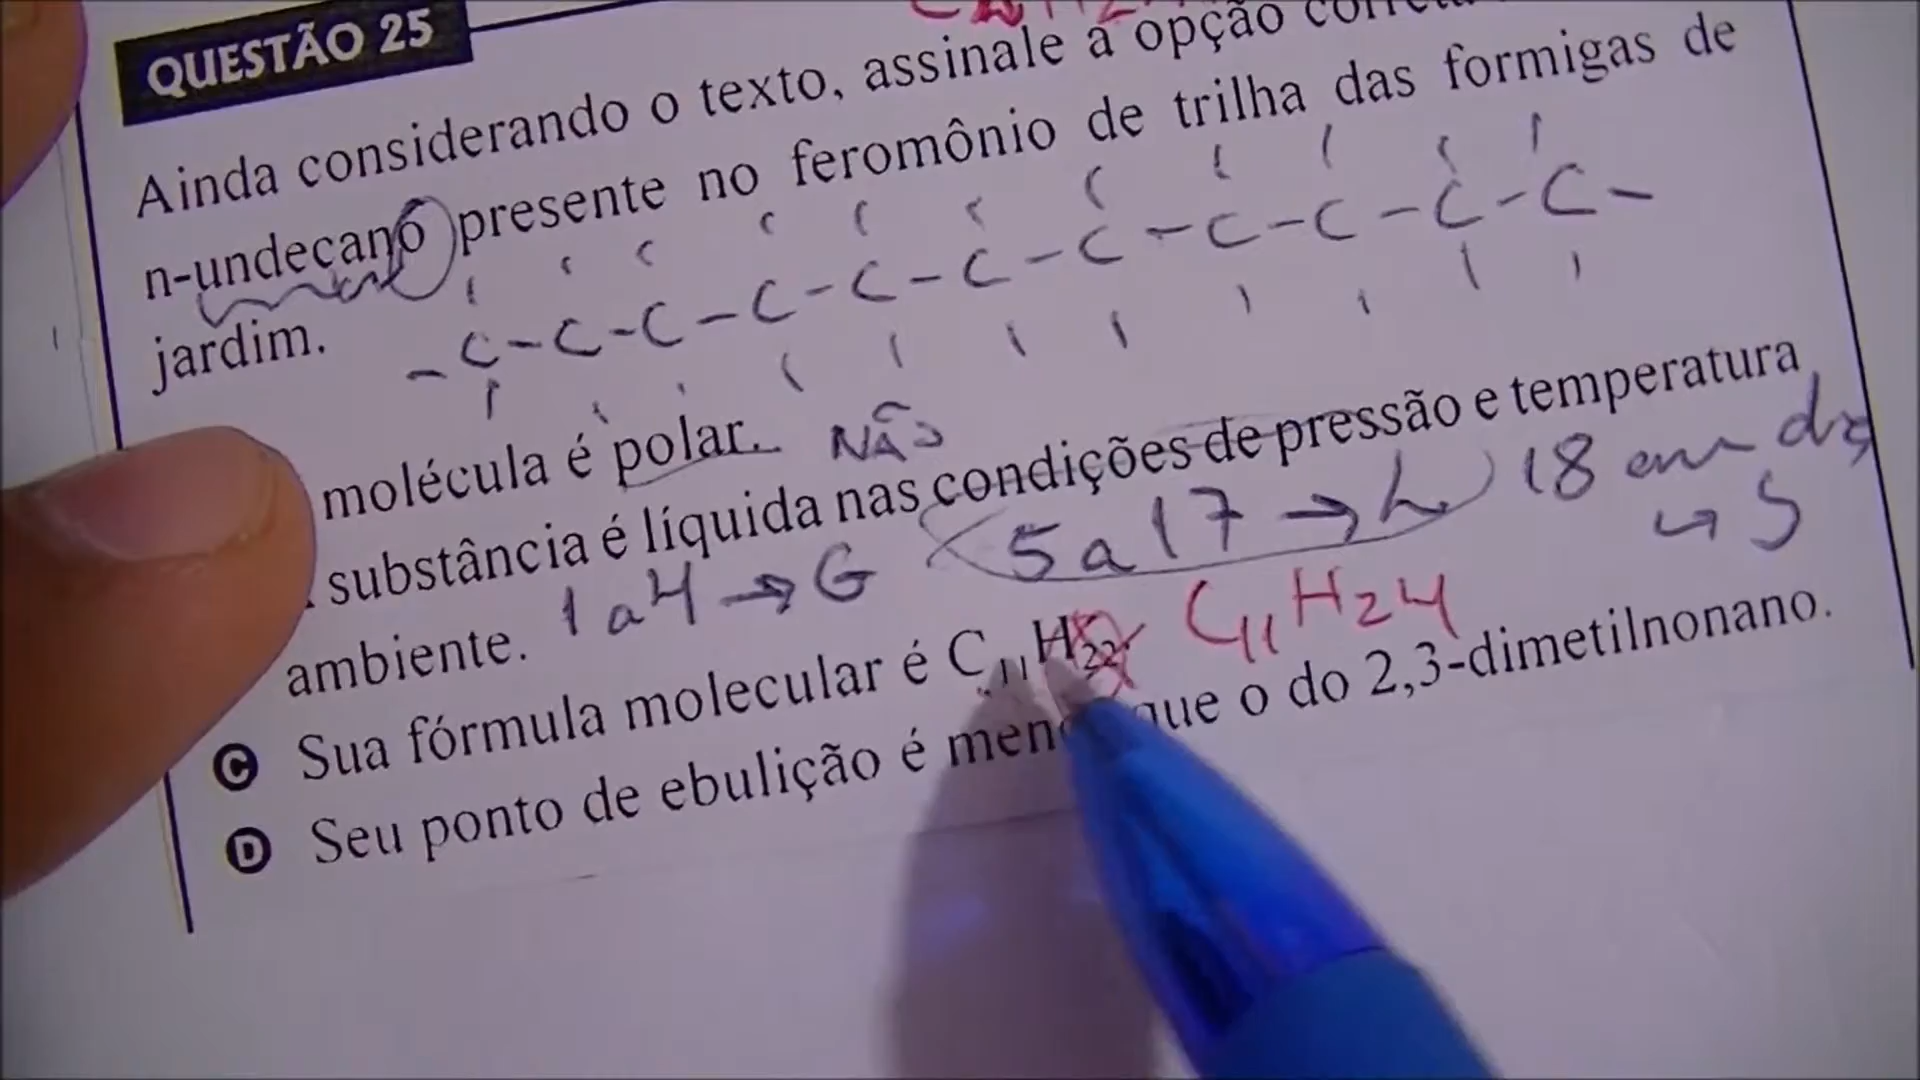 QUESTÃO 25
Ainda considerando o texto, assinale a opção
n-undecano presente no feromônio de trilha das formigas de
C-C-C-C-C-C-C-C-C-C-C-
jardim.
molécula é polar. NÃO
substância é líquida nas condições de pressão e temperatura
1 a 4 → G 5 a 17 → L 18 em
↳ S
ambiente.
C Sua fórmula molecular é C₁₁H₂₂. C₁₁H₂₄
D Seu ponto de ebulição é que o do 2,3-dimetilnonano.